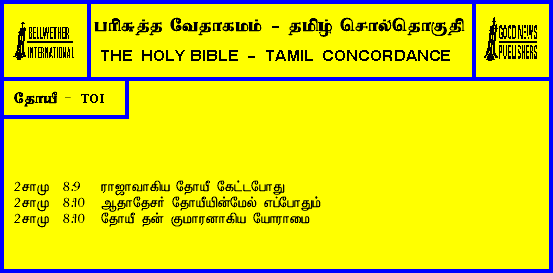 BELLWETHER
INTERNATIONAL
பரிசுத்த வேதாகமம் - தமிழ் சொல்தொகுதி
THE HOLY BIBLE - TAMIL CONCORDANCE
GOOD NEWS
PUBLISHERS
தோயீ - TOI
2சாமு 8:9 ராஜாவாகிய தோயீ கேட்டபோது
2சாமு 8:10 ஆதாதேசர் தோயீயின்மேல் எப்போதும்
2சாமு 8:10 தோயீ தன் குமாரனாகிய யோராமை